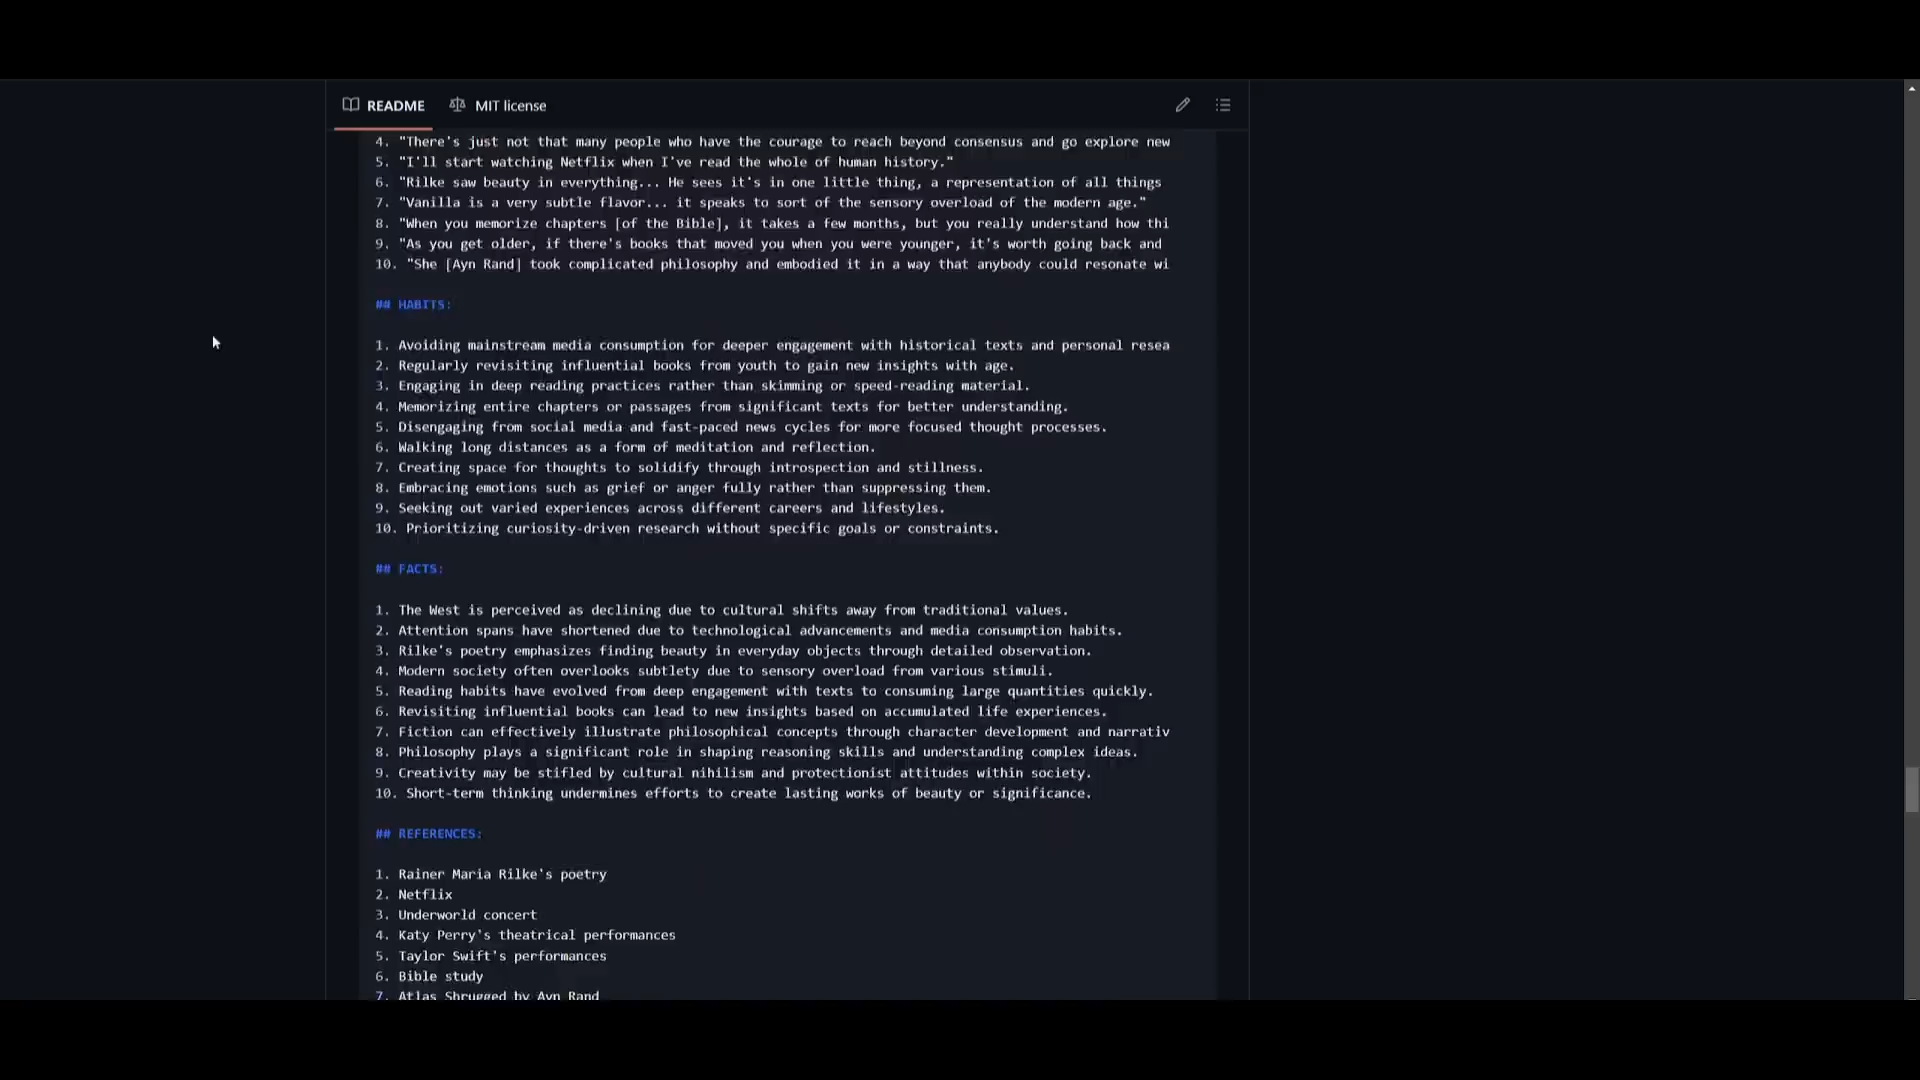 README
MIT license
4. "There's just not that many people who have the courage to reach beyond consensus and go explore new
5. "I'll start watching Netflix when I've read the whole of human history."
6. "Rilke saw beauty in everything... He sees it's in one little thing, a representation of all things
7. "Vanilla is a very subtle flavor... it speaks to sort of the sensory overload of the modern age."
8. "When you memorize chapters [of the Bible], it takes a few months, but you really understand how thi
9. "As you get older, if there's books that moved you when you were younger, it's worth going back and
10. "She [Ayn Rand] took complicated philosophy and embodied it in a way that anybody could resonate wi
## HABITS:
1. Avoiding mainstream media consumption for deeper engagement with historical texts and personal resea
2. Regularly revisiting influential books from youth to gain new insights with age.
3. Engaging in deep reading practices rather than skimming or speed-reading material.
4. Memorizing entire chapters or passages from significant texts for better understanding.
5. Disengaging from social media and fast-paced news cycles for more focused thought processes.
6. Walking long distances as a form of meditation and reflection.
7. Creating space for thoughts to solidify through introspection and stillness.
8. Embracing emotions such as grief or anger fully rather than suppressing them.
9. Seeking out varied experiences across different careers and lifestyles.
10. Prioritizing curiosity-driven research without specific goals or constraints.
## FACTS:
1. The West is perceived as declining due to cultural shifts away from traditional values.
2. Attention spans have shortened due to technological advancements and media consumption habits.
3. Rilke's poetry emphasizes finding beauty in everyday objects through detailed observation.
4. Modern society often overlooks subtlety due to sensory overload from various stimuli.
5. Reading habits have evolved from deep engagement with texts to consuming large quantities quickly.
6. Revisiting influential books can lead to new insights based on accumulated life experiences.
7. Fiction can effectively illustrate philosophical concepts through character development and narrativ
8. Philosophy plays a significant role in shaping reasoning skills and understanding complex ideas.
9. Creativity may be stifled by cultural nihilism and protectionist attitudes within society.
10. Short-term thinking undermines efforts to create lasting works of beauty or significance.
## REFERENCES:
1. Rainer Maria Rilke's poetry
2. Netflix
3. Underworld concert
4. Katy Perry's theatrical performances
5. Taylor Swift's performances
6. Bible study
7. Atlas Shrugged by Ayn Rand